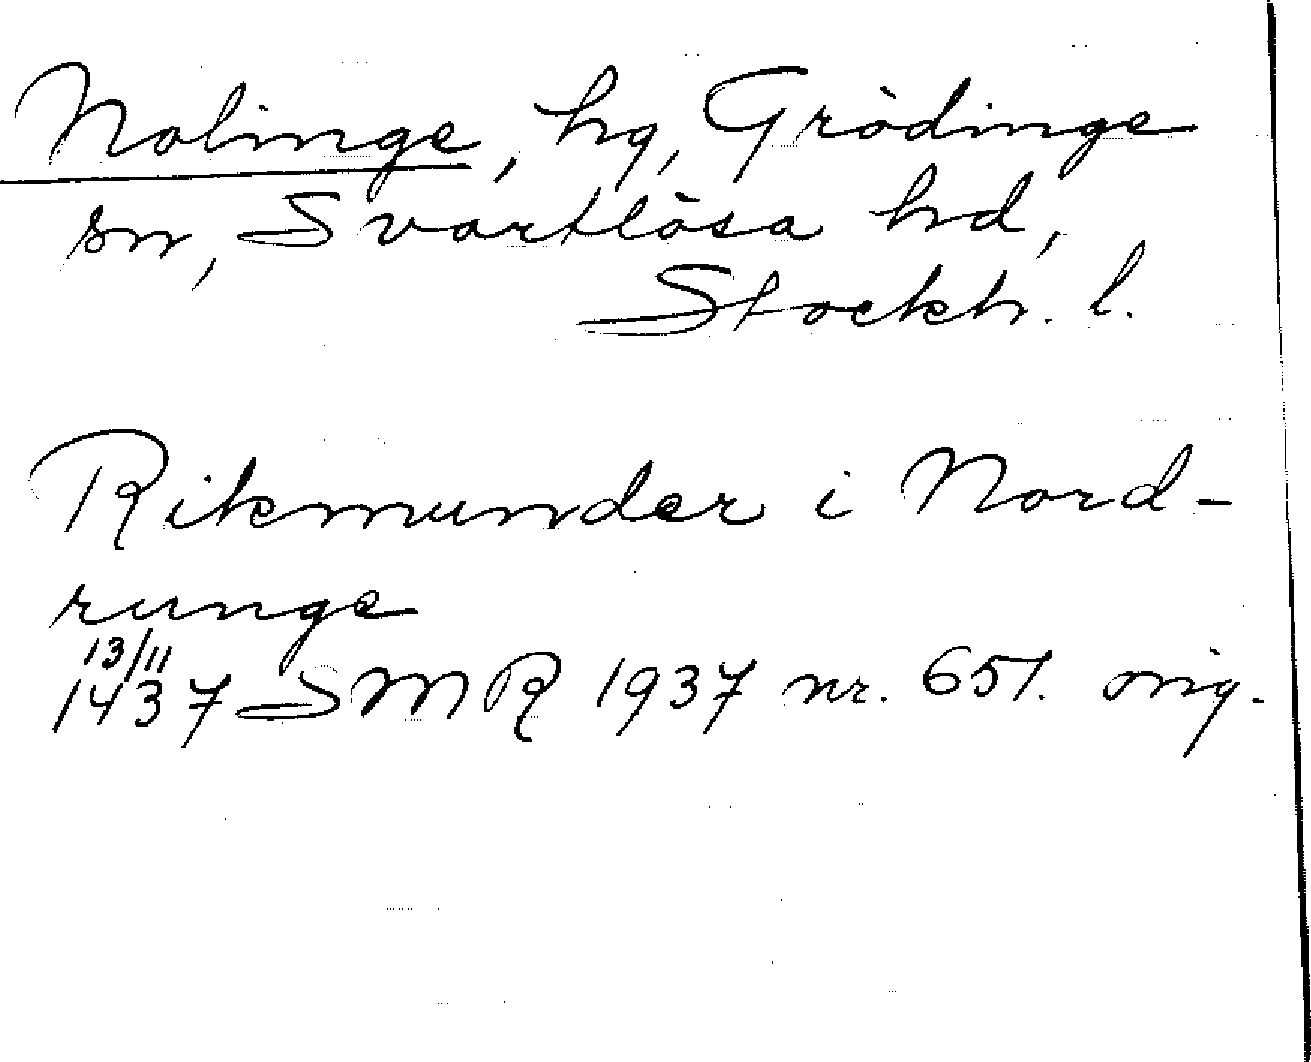 Nolinge, hg, Grödinge
sn, Svartlösa hd,
Stockh. l.
Rikmunder i Nord-
runge
13/11
1437 SMR 1937 nr. 651. orig.